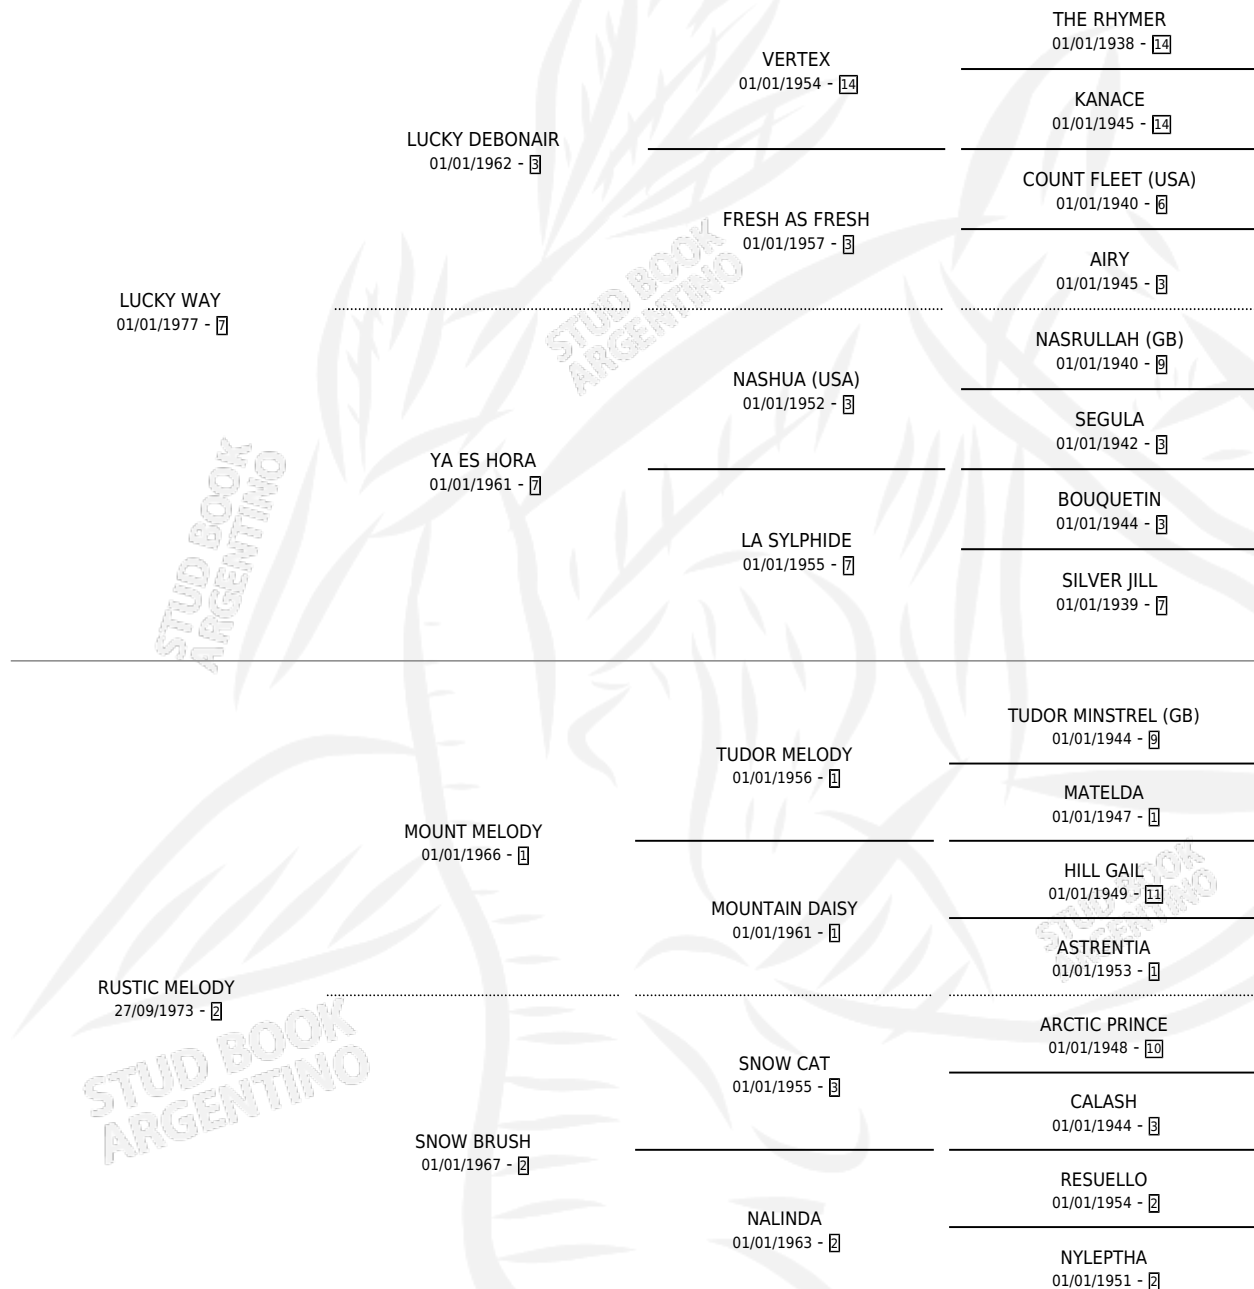 THE RHYMER
01/01/1938 - 14
VERTEX
01/01/1954 - 14
KANACE
01/01/1945 - 14
LUCKY DEBONAIR
01/01/1962 - 3
COUNT FLEET (USA)
01/01/1940 - 6
FRESH AS FRESH
01/01/1957 - 3
AIRY
01/01/1945 - 3
LUCKY WAY
01/01/1977 - 7
NASRULLAH (GB)
01/01/1940 - 9
NASHUA (USA)
01/01/1952 - 3
SEGULA
01/01/1942 - 3
YA ES HORA
01/01/1961 - 7
BOUQUETIN
01/01/1944 - 3
LA SYLPHIDE
01/01/1955 - 7
SILVER JILL
01/01/1939 - 7
TUDOR MINSTREL (GB)
01/01/1944 - 9
TUDOR MELODY
01/01/1956 - 1
MATELDA
01/01/1947 - 1
MOUNT MELODY
01/01/1966 - 1
HILL GAIL
01/01/1949 - 11
MOUNTAIN DAISY
01/01/1961 - 1
ASTRENTIA
01/01/1953 - 1
RUSTIC MELODY
27/09/1973 - 2
ARCTIC PRINCE
01/01/1948 - 10
SNOW CAT
01/01/1955 - 3
CALASH
01/01/1944 - 3
SNOW BRUSH
01/01/1967 - 2
RESUELLO
01/01/1954 - 2
NALINDA
01/01/1963 - 2
NYLEPTHA
01/01/1951 - 2
STUD BOOK
ARGENTINO
STUD BOOK
ARGENTINO
STUD BOOK
ARGENTINO
STUD BOOK
ARGENTINO